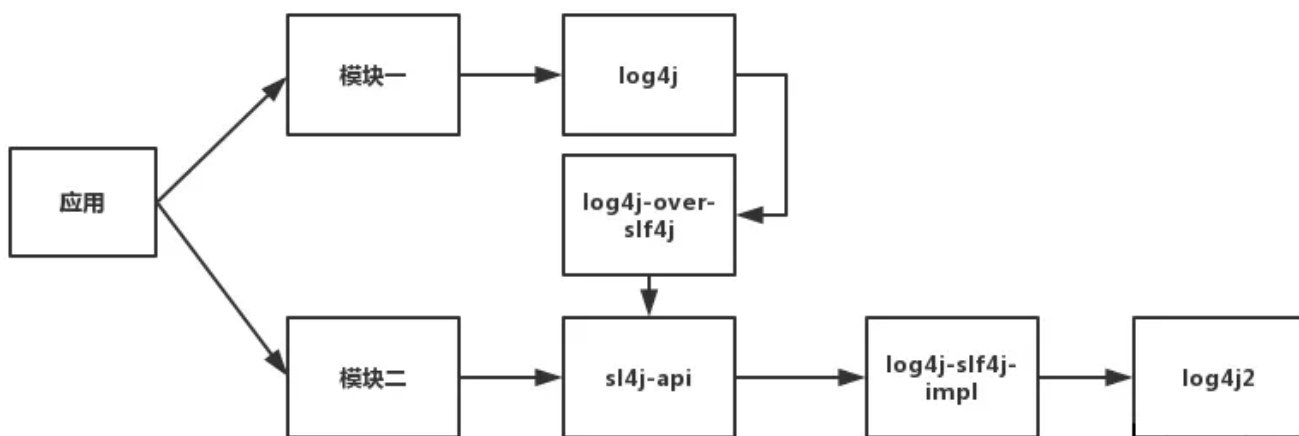 模块一
log4j
应用
log4j-over-
slf4j
模块二
sl4j-api
log4j-slf4j-
impl
log4j2